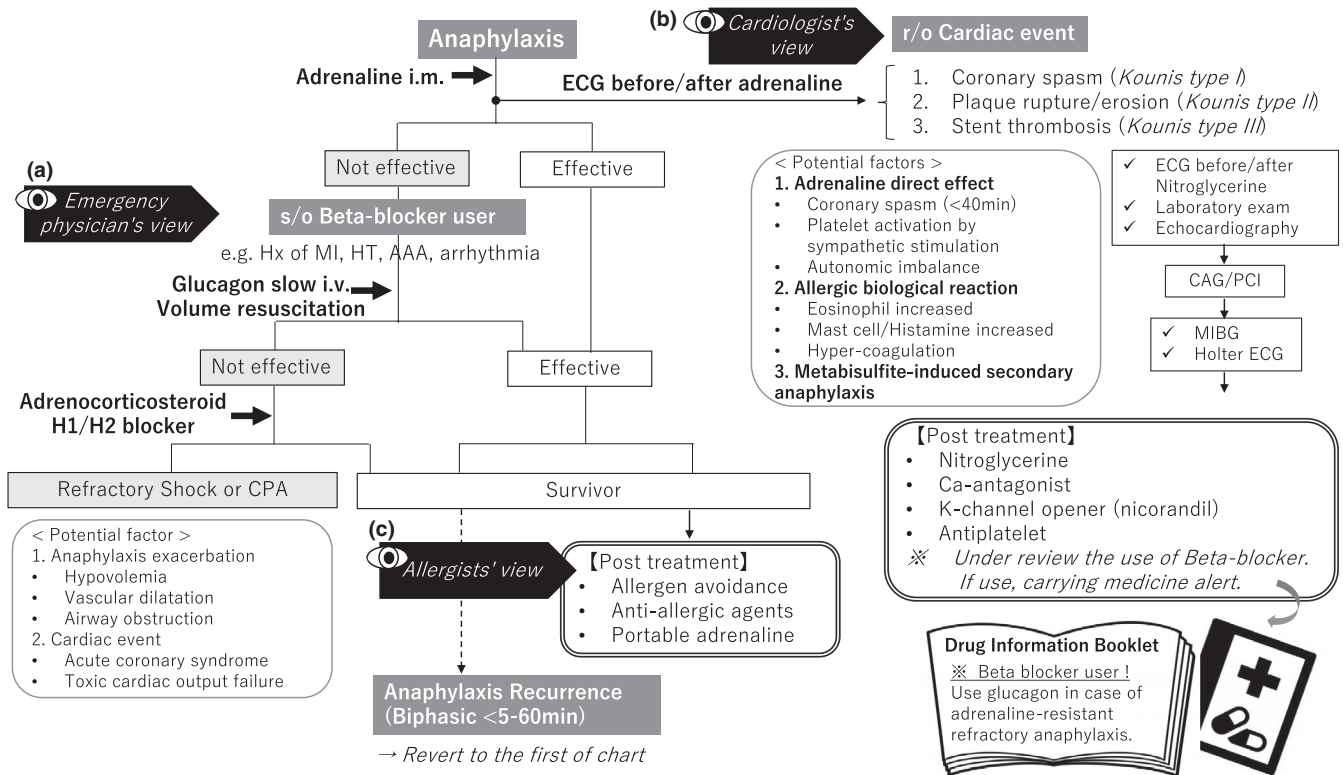 Anaphylaxis
Adrenaline i.m.
ECG before/after adrenaline
(b)
Cardiologist's
view
r/o Cardiac event
1. Coronary spasm (Kounis type I)
2. Plaque rupture/erosion (Kounis type II)
3. Stent thrombosis (Kounis type III)
(a)
Emergency
physician's view
Not effective
Effective
s/o Beta-blocker user
e.g. Hx of MI, HT, AAA, arrhythmia
Glucagon slow i.v.
Volume resuscitation
Not effective
Effective
Adrenocorticosteroid
H1/H2 blocker
Refractory Shock or CPA
Survivor
< Potential factor >
1. Anaphylaxis exacerbation
• Hypovolemia
• Vascular dilatation
• Airway obstruction
2. Cardiac event
• Acute coronary syndrome
• Toxic cardiac output failure
(c)
Allergists' view
【Post treatment】
• Allergen avoidance
• Anti-allergic agents
• Portable adrenaline
Anaphylaxis Recurrence
(Biphasic <5-60min)
→ Revert to the first of chart
< Potential factors >
1. Adrenaline direct effect
• Coronary spasm (<40min)
• Platelet activation by
sympathetic stimulation
• Autonomic imbalance
2. Allergic biological reaction
• Eosinophil increased
• Mast cell/Histamine increased
• Hyper-coagulation
3. Metabisulfite-induced secondary
anaphylaxis
✓ ECG before/after
Nitroglycerine
✓ Laboratory exam
✓ Echocardiography
CAG/PCI
✓ MIBG
✓ Holter ECG
【Post treatment】
• Nitroglycerine
• Ca-antagonist
• K-channel opener (nicorandil)
• Antiplatelet
※ Under review the use of Beta-blocker.
If use, carrying medicine alert.
Drug Information Booklet
※ Beta blocker user !
Use glucagon in case of
adrenaline-resistant
refractory anaphylaxis.